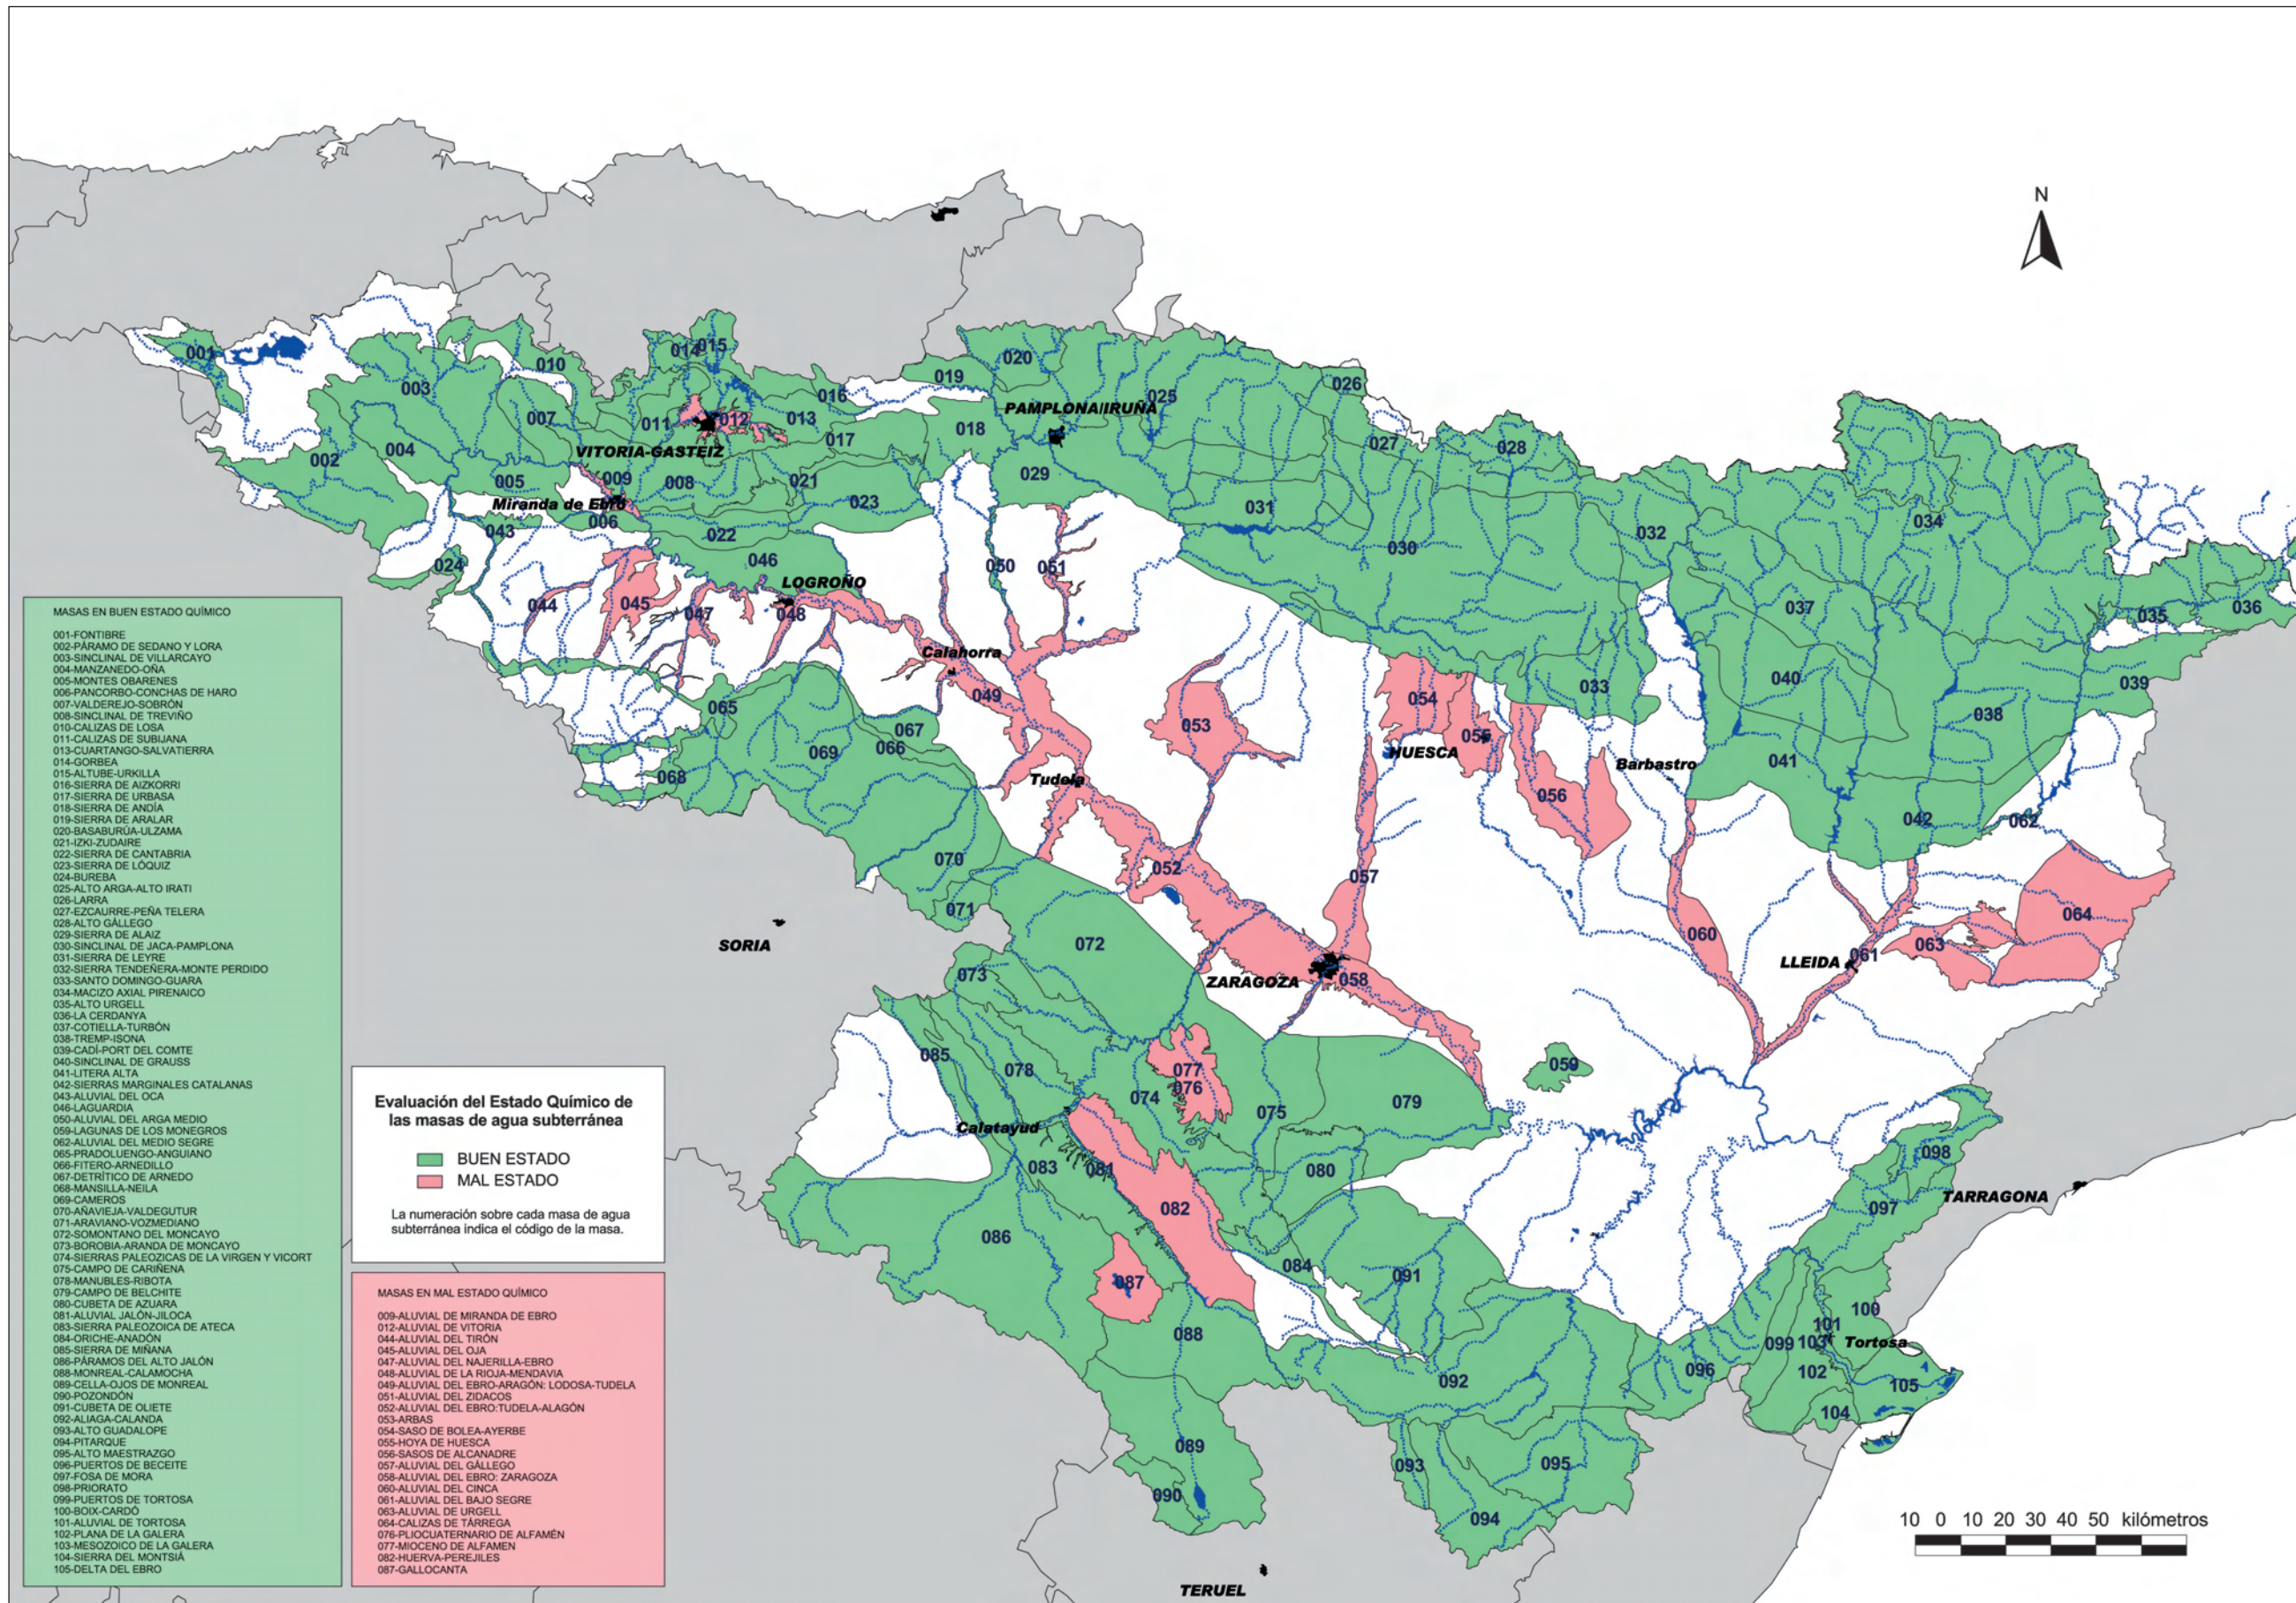 N
001
002
003
004
005
006
007
008
009
010
011
012
013
014
015
016
017
018
019
020
021
022
023
024
025
026
027
028
029
030
031
032
033
034
035
036
037
038
039
040
041
042
043
044
045
046
047
048
049
050
051
052
053
054
055
056
057
058
059
060
061
062
063
064
065
066
067
068
069
070
071
072
073
074
075
076
077
078
079
080
081
082
083
084
085
086
087
088
089
090
091
092
093
094
095
096
097
098
099
100
101
102
103
104
105
PAMPLONA/IRUÑA
VITORIA-GASTEIZ
Miranda de Ebro
LOGROÑO
Calahorra
Tudela
HUESCA
Barbastro
SORIA
ZARAGOZA
LLEIDA
Calatayud
TARRAGONA
Tortosa
TERUEL
MASAS EN BUEN ESTADO QUÍMICO
001-FONTIBRE
002-PÁRAMO DE SEDANO Y LORA
003-SINCLINAL DE VILLARCAYO
004-MANZANEDO-OÑA
005-MONTES OBARENES
006-PANCORBO-CONCHAS DE HARO
007-VALDEREJO-SOBRÓN
008-SINCLINAL DE TREVIÑO
010-CALIZAS DE LOSA
011-CALIZAS DE SUBIJANA
013-CUARTANGO-SALVATIERRA
014-GORBEA
015-ALTUBE-URKILLA
016-SIERRA DE AIZKORRI
017-SIERRA DE URBASA
018-SIERRA DE ANDÍA
019-SIERRA DE ARALAR
020-BASABURÚA-ULZAMA
021-IZKI-ZUDAIRE
022-SIERRA DE CANTABRIA
023-SIERRA DE LÓQUIZ
024-BUREBA
025-ALTO ARGA-ALTO IRATI
026-LARRA
027-EZCAURRE-PEÑA TELERA
028-ALTO GÁLLEGO
029-SIERRA DE ALAIZ
030-SINCLINAL DE JACA-PAMPLONA
031-SIERRA DE LEYRE
032-SIERRA TENDEÑERA-MONTE PERDIDO
033-SANTO DOMINGO-GUARA
034-MACIZO AXIAL PIRENAICO
035-ALTO URGELL
036-LA CERDANYA
037-COTIELLA-TURBÓN
038-TREMP-ISONA
039-CADÍ-PORT DEL COMTE
040-SINCLINAL DE GRAUSS
041-LITERA ALTA
042-SIERRAS MARGINALES CATALANAS
043-ALUVIAL DEL OCA
046-LAGUARDIA
050-ALUVIAL DEL ARGA MEDIO
059-LAGUNAS DE LOS MONEGROS
062-ALUVIAL DEL MEDIO SEGRE
065-PRADOLUENGO-ANGUIANO
066-FITERO-ARNEDILLO
067-DETRÍTICO DE ARNEDO
068-MANSILLA-NEILA
069-CAMEROS
070-AÑAVIEJA-VALDEGUTUR
071-ARAVIANO-VOZMEDIANO
072-SOMONTANO DEL MONCAYO
073-BOROBIA-ARANDA DE MONCAYO
074-SIERRAS PALEOZICAS DE LA VIRGEN Y VICORT
075-CAMPO DE CARIÑENA
078-MANUBLES-RIBOTA
079-CAMPO DE BELCHITE
080-CUBETA DE AZUARA
081-ALUVIAL JALÓN-JILOCA
083-SIERRA PALEOZOICA DE ATECA
084-ORICHE-ANADÓN
085-SIERRA DE MIÑANA
086-PÁRAMOS DEL ALTO JALÓN
088-MONREAL-CALAMOCHA
089-CELLA-OJOS DE MONREAL
090-POZONDÓN
091-CUBETA DE OLIETE
092-ALIAGA-CALANDA
093-ALTO GUADALOPE
094-PITARQUE
095-ALTO MAESTRAZGO
096-PUERTOS DE BECEITE
097-FOSA DE MORA
098-PRIORATO
099-PUERTOS DE TORTOSA
100-BOIX-CARDÓ
101-ALUVIAL DE TORTOSA
102-PLANA DE LA GALERA
103-MESOZOICO DE LA GALERA
104-SIERRA DEL MONTSIÁ
105-DELTA DEL EBRO
Evaluación del Estado Químico de
las masas de agua subterránea
BUEN ESTADO
MAL ESTADO
La numeración sobre cada masa de agua
subterránea indica el código de la masa.
MASAS EN MAL ESTADO QUÍMICO
009-ALUVIAL DE MIRANDA DE EBRO
012-ALUVIAL DE VITORIA
044-ALUVIAL DEL TIRÓN
045-ALUVIAL DEL OJA
047-ALUVIAL DEL NAJERILLA-EBRO
048-ALUVIAL DE LA RIOJA-MENDAVIA
049-ALUVIAL DEL EBRO-ARAGÓN: LODOSA-TUDELA
051-ALUVIAL DEL ZIDACOS
052-ALUVIAL DEL EBRO:TUDELA-ALAGÓN
053-ARBAS
054-SASO DE BOLEA-AYERBE
055-HOYA DE HUESCA
056-SASOS DE ALCANADRE
057-ALUVIAL DEL GÁLLEGO
058-ALUVIAL DEL EBRO: ZARAGOZA
060-ALUVIAL DEL CINCA
061-ALUVIAL DEL BAJO SEGRE
063-ALUVIAL DE URGELL
064-CALIZAS DE TÁRREGA
076-PLIOCUATERNARIO DE ALFAMÉN
077-MIOCENO DE ALFAMEN
082-HUERVA-PEREJILES
087-GALLOCANTA
10 0 10 20 30 40 50 kilómetros